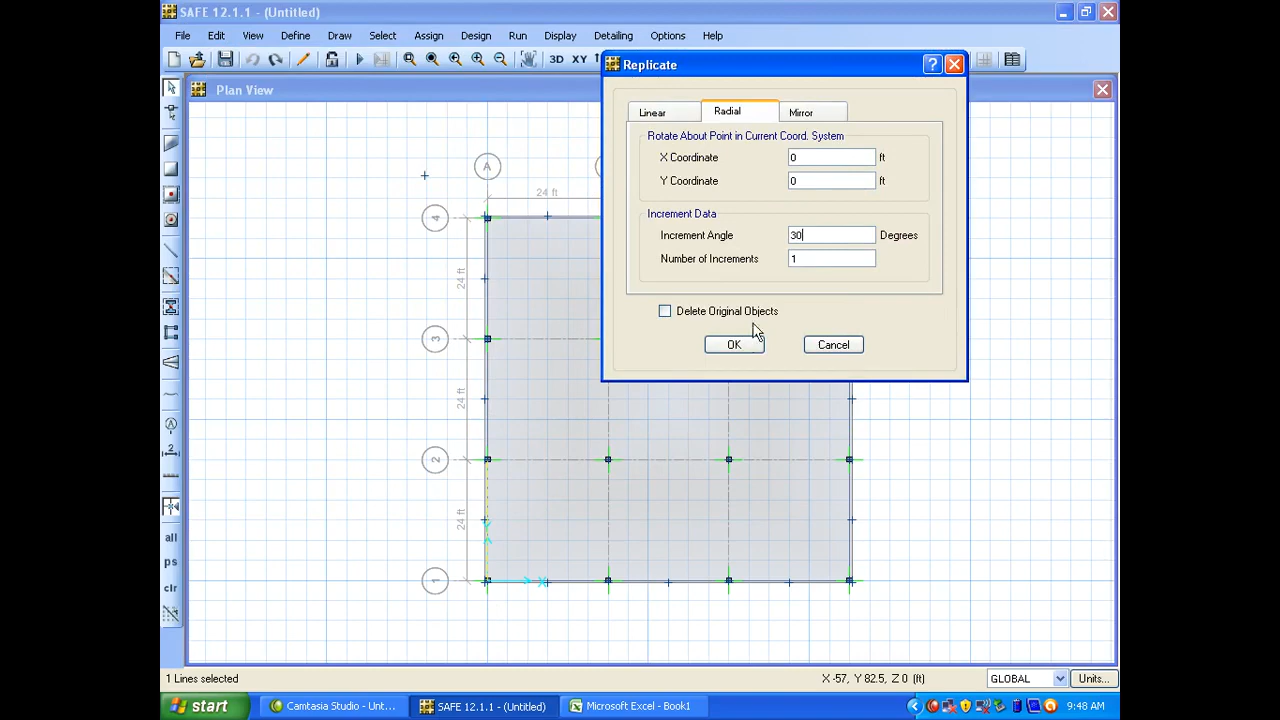 SAFE 12.1.1 - (Untitled)
File Edit View Define Draw Select Assign Design Run Display Detailing Options Help
3D XY
Replicate
Plan View
Linear Radial Mirror
Rotate About Point in Current Coord. System
X Coordinate 0 ft
Y Coordinate 0 ft
Increment Data
Increment Angle 30 Degrees
Number of Increments 1
Delete Original Objects
OK Cancel
A
24 ft
4
24 ft
3
24 ft
2
24 ft
1
Y
X
2
all
ps
clr
1 Lines selected
X -57, Y 82.5, Z 0 (ft)
GLOBAL
Units...
start
Camtasia Studio - Unt...
SAFE 12.1.1 - (Untitled)
Microsoft Excel - Book1
9:48 AM